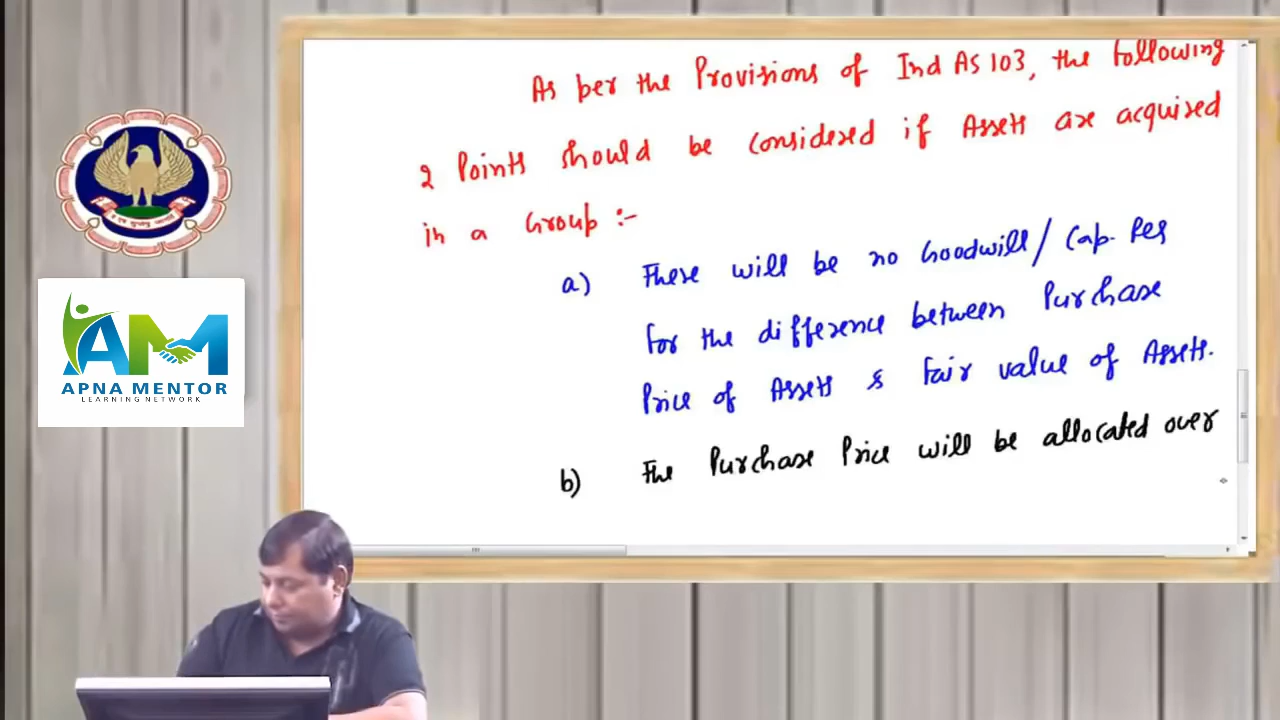 As per the Provisions of Ind AS 103, the following
2 Points should be considered if Assets are acquired
in a Group :-
a) There will be no Goodwill / Cap. Res
for the difference between Purchase
Price of Assets & Fair value of Assets.
b) The Purchase Price will be allocated over
AM
APNA MENTOR
LEARNING NETWORK